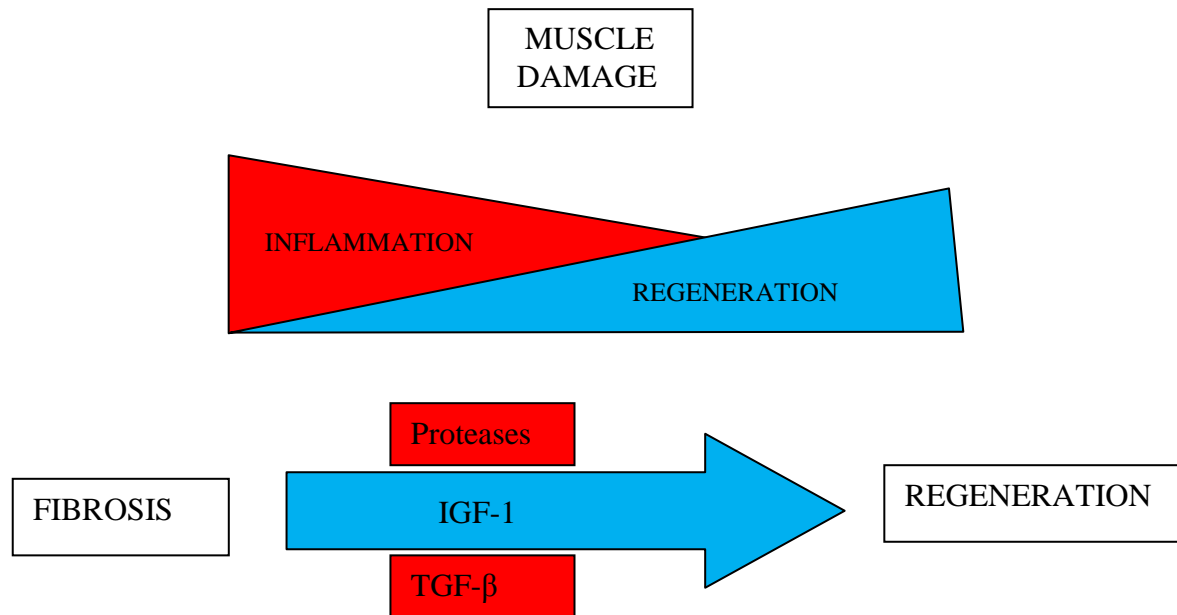 MUSCLE
DAMAGE
INFLAMMATION
REGENERATION
Proteases
FIBROSIS
IGF-1
REGENERATION
TGF-β